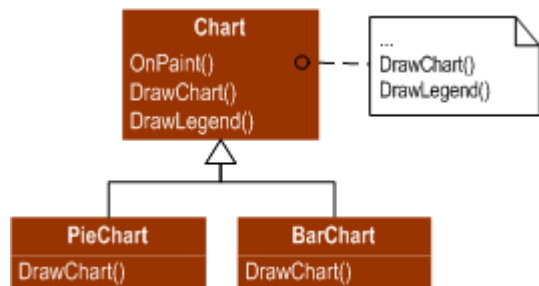 Chart
OnPaint()
DrawChart()
DrawLegend()
...
DrawChart()
DrawLegend()
PieChart
DrawChart()
BarChart
DrawChart()